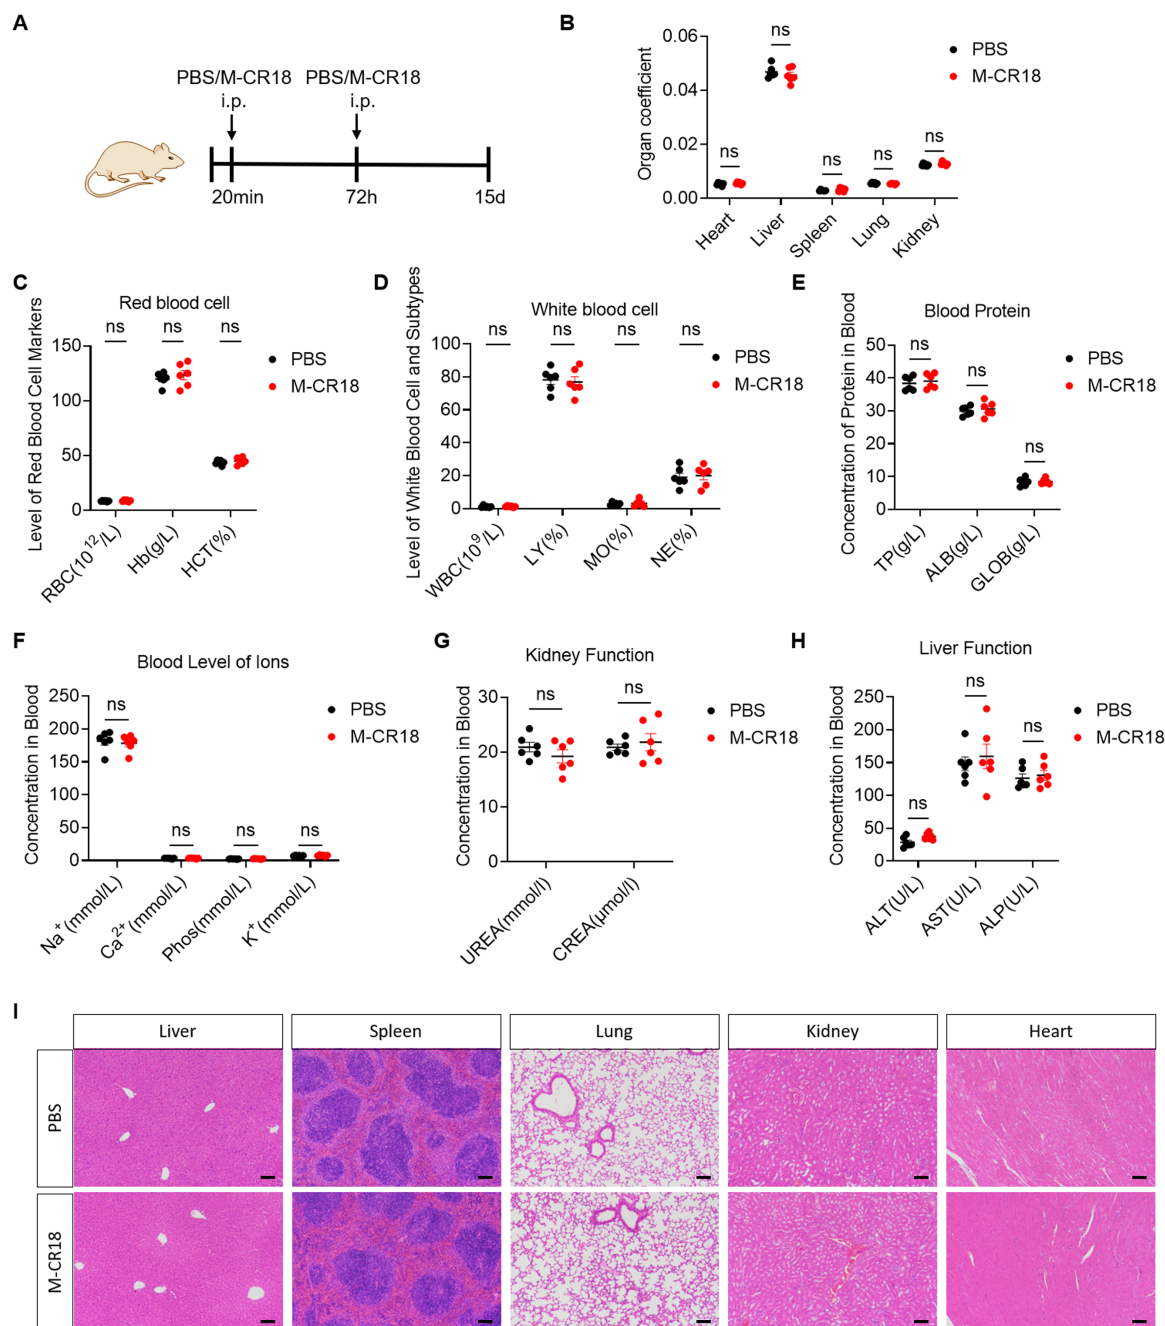 A
PBS/M-CR18 PBS/M-CR18
i.p. i.p.
20min 72h 15d
B
Organ coefficient
0.06
0.04
0.02
0.00
ns
ns
ns
ns
ns
Heart
Liver
Spleen
Lung
Kidney
PBS
M-CR18
C
Red blood cell
Level of Red Blood Cell Markers
150
100
50
0
ns ns ns
RBC(10¹²/L)
Hb(g/L)
HCT(%)
PBS
M-CR18
D
White blood cell
Level of White Blood Cell and Subtypes
100
80
60
40
20
0
ns ns ns ns
WBC(10⁹/L)
LY(%)
MO(%)
NE(%)
PBS
M-CR18
E
Blood Protein
Concentration of Protein in Blood
50
40
30
20
10
0
ns
ns
ns
TP(g/L)
ALB(g/L)
GLOB(g/L)
PBS
M-CR18
F
Blood Level of Ions
Concentration in Blood
250
200
150
100
50
0
ns
ns ns ns
Na⁺(mmol/L)
Ca²⁺(mmol/L)
Phos(mmol/L)
K⁺(mmol/L)
PBS
M-CR18
G
Kidney Function
Concentration in Blood
30
20
10
0
ns ns
UREA(mmol/l)
CREA(μmol/l)
PBS
M-CR18
H
Liver Function
Concentration in Blood
250
200
150
100
50
0
ns
ns
ns
ALT(U/L)
AST(U/L)
ALP(U/L)
PBS
M-CR18
I
Liver Spleen Lung Kidney Heart
PBS
M-CR18